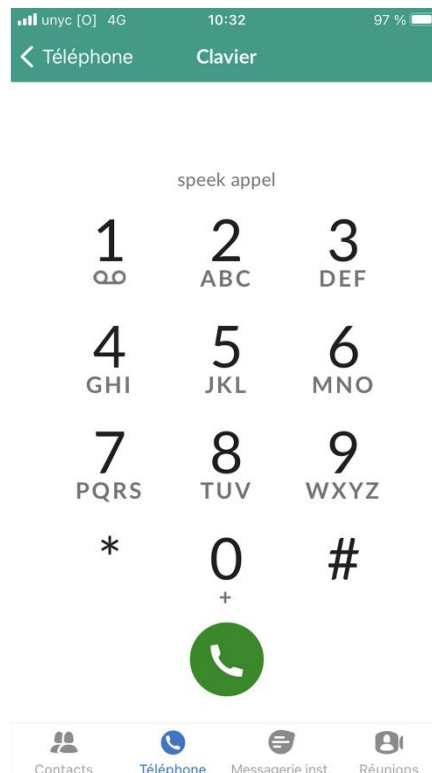 unyc [O] 4G 10:32 97 %
Téléphone Clavier
speek appel
1 2 3
ABC DEF
4 5 6
GHI JKL MNO
7 8 9
PQRS TUV WXYZ
* 0 #
+
Contacts Téléphone Messagerie inst. Réunions